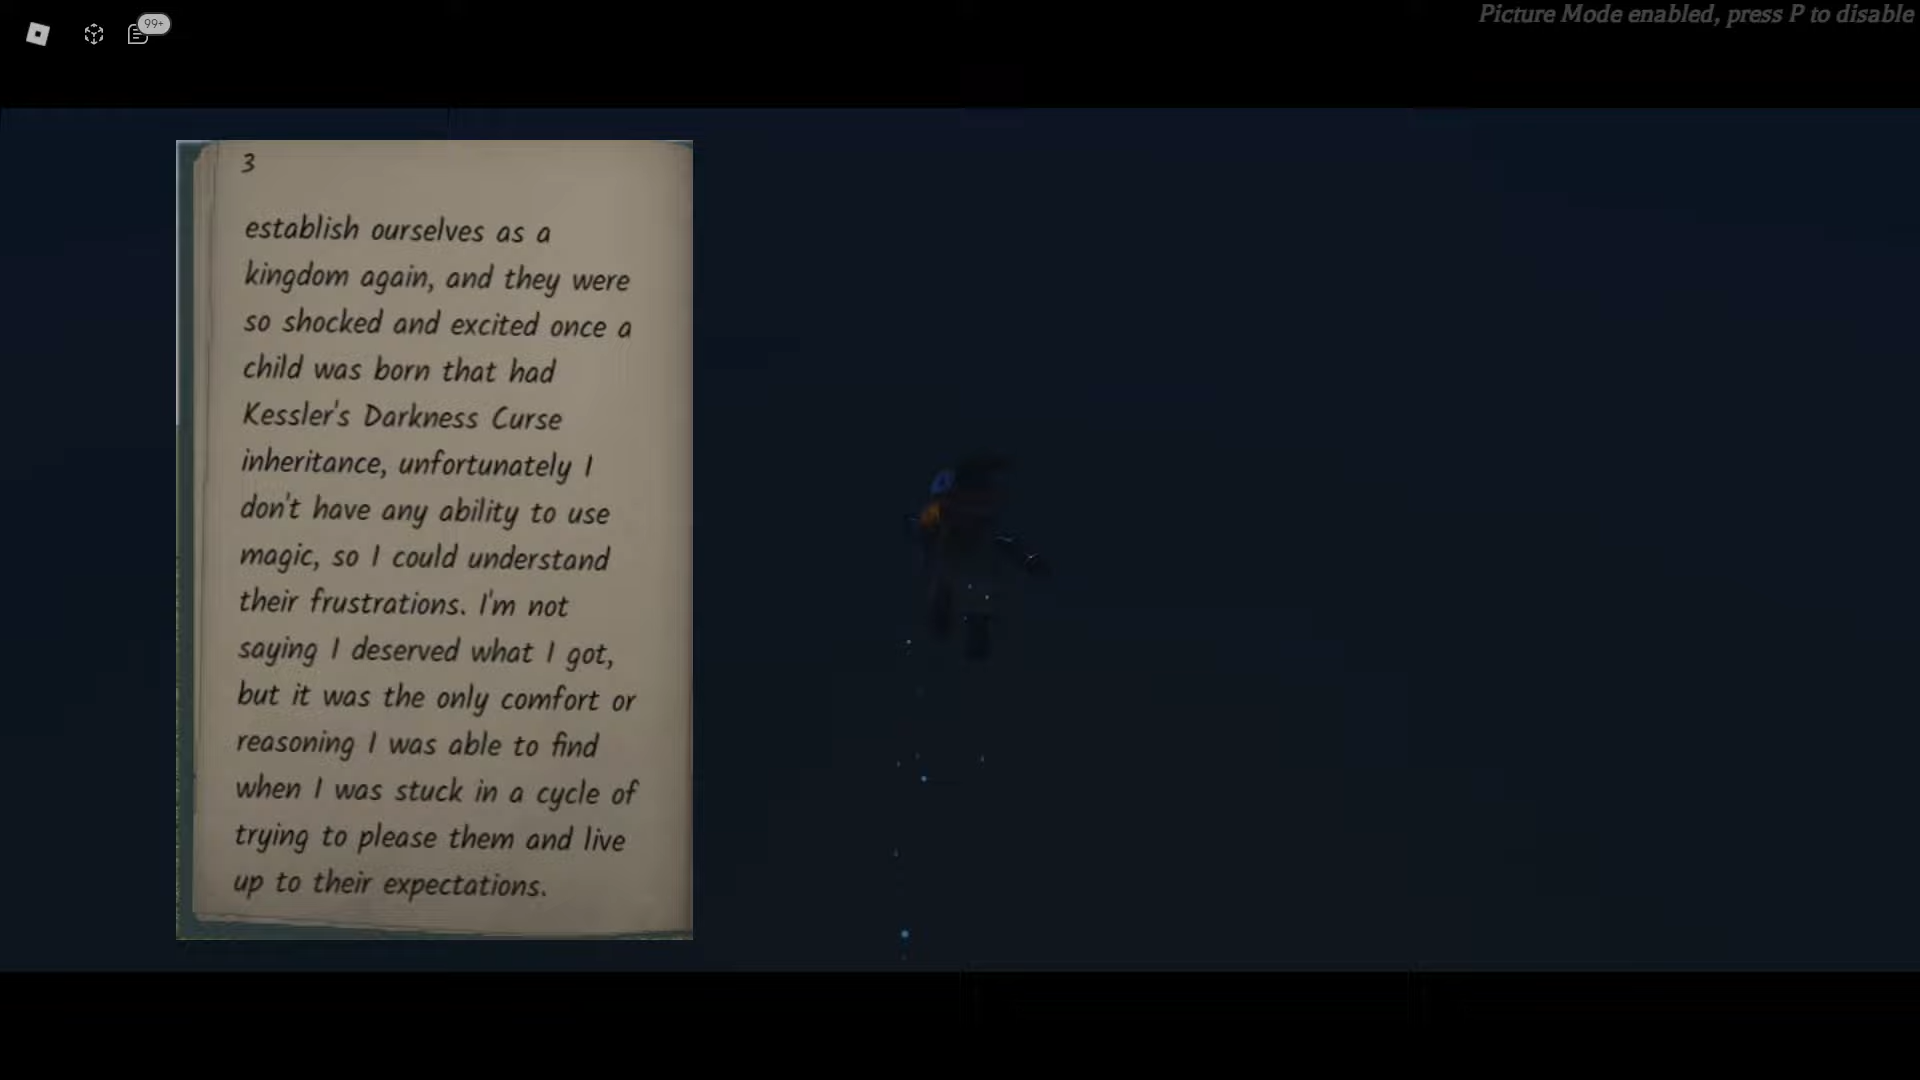 99+
Picture Mode enabled, press P to disable
3
establish ourselves as a
kingdom again, and they were
so shocked and excited once a
child was born that had
Kessler's Darkness Curse
inheritance, unfortunately I
don't have any ability to use
magic, so I could understand
their frustrations. I'm not
saying I deserved what I got,
but it was the only comfort or
reasoning I was able to find
when I was stuck in a cycle of
trying to please them and live
up to their expectations.